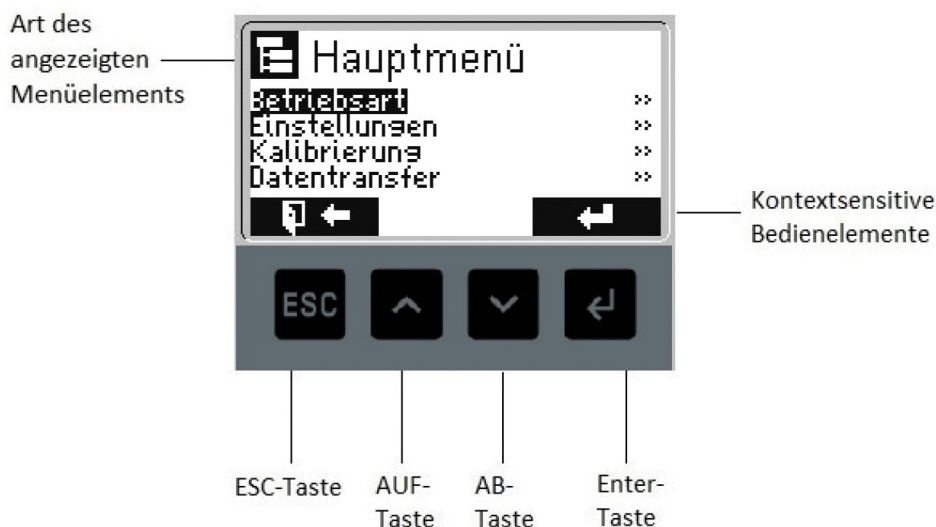 Art des
angezeigten
Menüelements
Hauptmenü
Betriebsart >>
Einstellungen >>
Kalibrierung >>
Datentransfer >>
Kontextsensitive
Bedienelemente
ESC
ESC-Taste
AUF-
Taste
AB-
Taste
Enter-
Taste